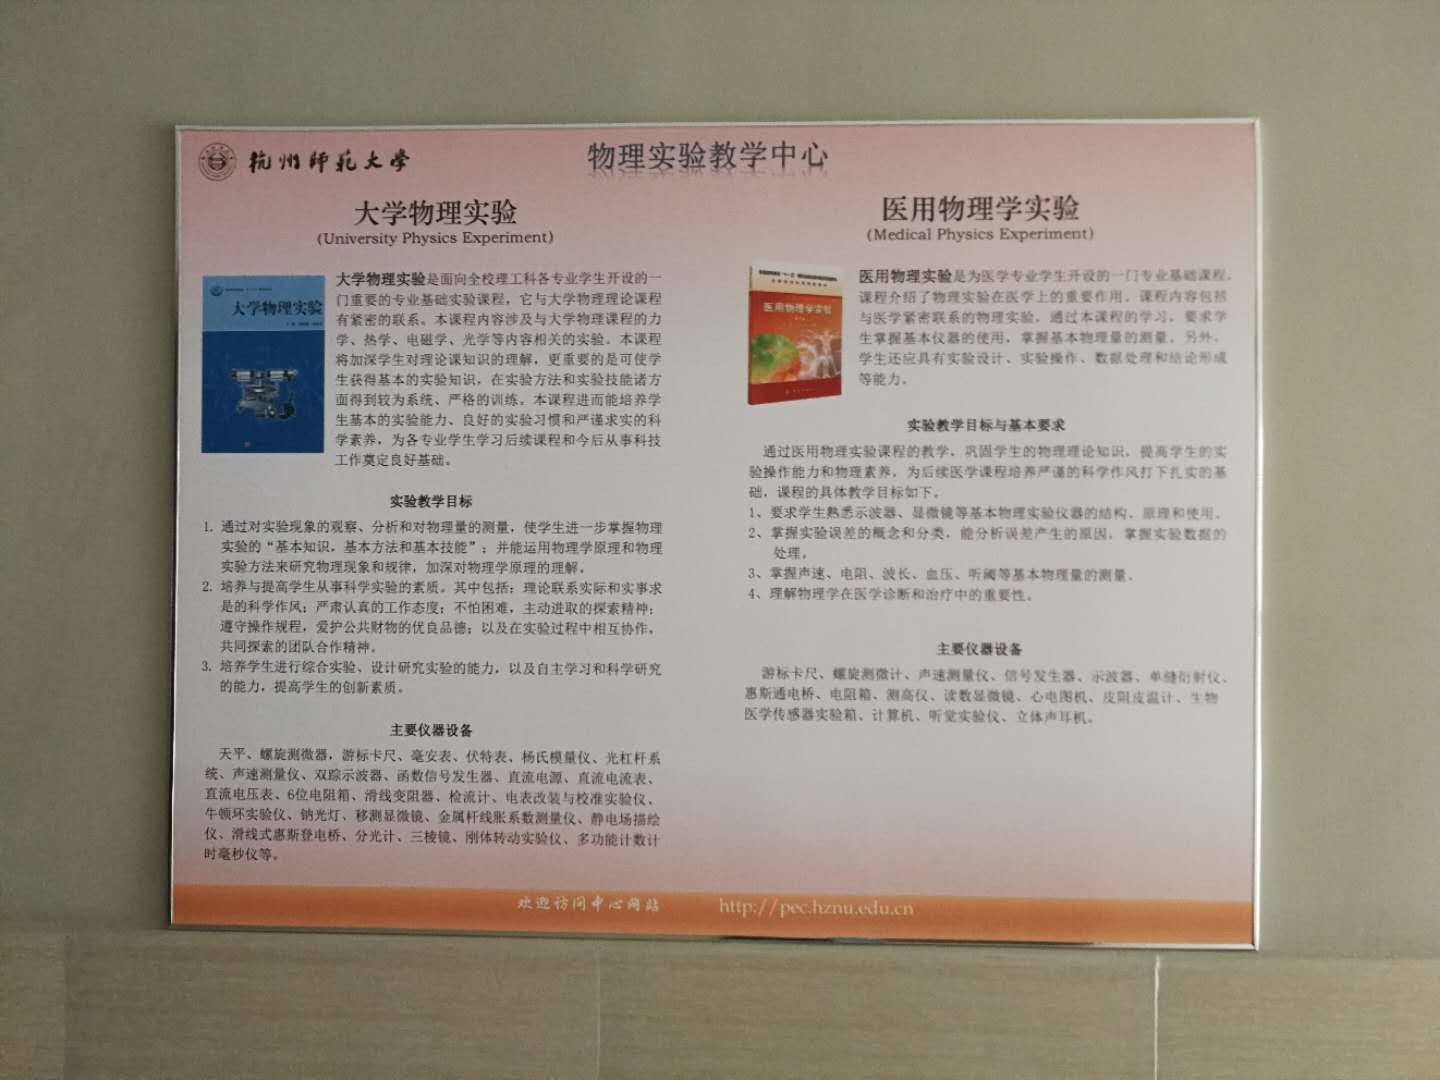 杭州师范大学
物理实验教学中心
大学物理实验
(University Physics Experiment)
大学物理实验
大学物理实验是面向全校理工科各专业学生开设的一
门重要的专业基础实验课程，它与大学物理理论课程
有紧密的联系。本课程内容涉及与大学物理课程的力
学、热学、电磁学、光学等内容相关的实验。本课程
将加深学生对理论课知识的理解，更重要的是可使学
生获得基本的实验知识，在实验方法和实验技能诸方
面得到较为系统、严格的训练。本课程进而能培养学
生基本的实验能力、良好的实验习惯和严谨求实的科
学素养，为各专业学生学习后续课程和今后从事科技
工作奠定良好基础。
实验教学目标
1. 通过对实验现象的观察、分析和对物理量的测量，使学生进一步掌握物理
实验的“基本知识，基本方法和基本技能”；并能运用物理学原理和物理
实验方法来研究物理现象和规律，加深对物理学原理的理解。
2. 培养与提高学生从事科学实验的素质。其中包括：理论联系实际和实事求
是的科学作风；严肃认真的工作态度；不怕困难，主动进取的探索精神；
遵守操作规程，爱护公共财物的优良品德；以及在实验过程中相互协作、
共同探索的团队合作精神。
3. 培养学生进行综合实验、设计研究实验的能力，以及自主学习和科学研究
的能力，提高学生的创新素质。
主要仪器设备
天平、螺旋测微器，游标卡尺、毫安表、伏特表、杨氏模量仪、光杠杆系
统、声速测量仪、双踪示波器、函数信号发生器、直流电源、直流电流表、
直流电压表、6位电阻箱、滑线变阻器、检流计、电表改装与校准实验仪、
牛顿环实验仪、钠光灯、移测显微镜、金属杆线胀系数测量仪、静电场描绘
仪、滑线式惠斯登电桥、分光计、三棱镜、刚体转动实验仪、多功能计数计
时毫秒仪等。
医用物理学实验
(Medical Physics Experiment)
医用物理学实验
医用物理实验是为医学专业学生开设的一门专业基础课程，
课程介绍了物理实验在医学上的重要作用，课程内容包括
与医学紧密联系的物理实验。通过本课程的学习，要求学
生掌握基本仪器的使用，掌握基本物理量的测量，另外，
学生还应具有实验设计、实验操作、数据处理和结论形成
等能力。
实验教学目标与基本要求
通过医用物理实验课程的教学，巩固学生的物理理论知识，提高学生的实
验操作能力和物理素养，为后续医学课程培养严谨的科学作风打下扎实的基
础，课程的具体教学目标如下。
1、要求学生熟悉示波器、显微镜等基本物理实验仪器的结构、原理和使用。
2、掌握实验误差的概念和分类，能分析误差产生的原因，掌握实验数据的
处理。
3、掌握声速、电阻、波长、血压、听阈等基本物理量的测量、
4、理解物理学在医学诊断和治疗中的重要性。
主要仪器设备
游标卡尺、螺旋测微计、声速测量仪、信号发生器、示波器、单缝衍射仪、
惠斯通电桥、电阻箱、测高仪、读数显微镜、心电图机、皮阻皮温计、生物
医学传感器实验箱、计算机、听觉实验仪、立体声耳机。
欢迎访问中心网站 http://pec.hznu.edu.cn